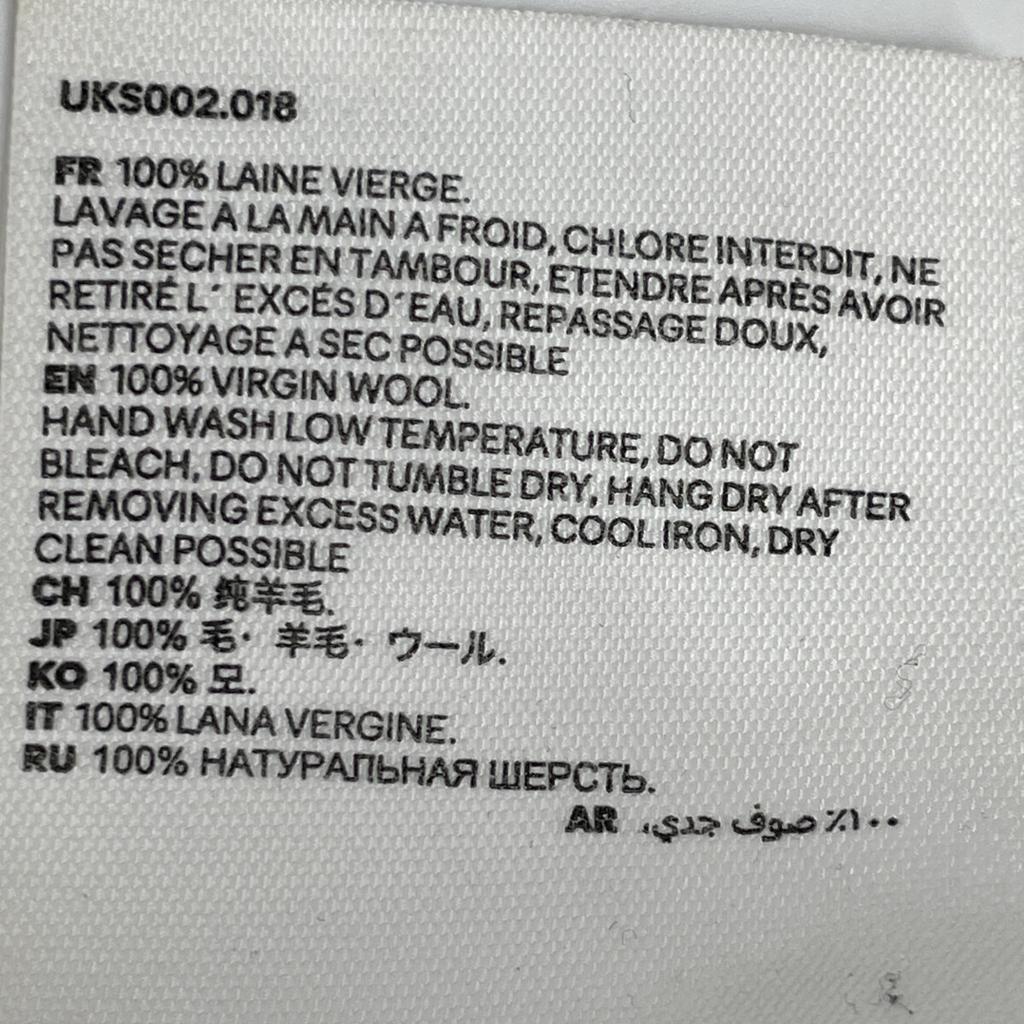 UKS002.018
FR 100% LAINE VIERGE.
LAVAGE A LA MAIN A FROID, CHLORE INTERDIT, NE
PAS SECHER EN TAMBOUR, ETENDRE APRÈS AVOIR
RETIRÉ L´ EXCÉS D´EAU, REPASSAGE DOUX,
NETTOYAGE A SEC POSSIBLE
EN 100% VIRGIN WOOL.
HAND WASH LOW TEMPERATURE, DO NOT
BLEACH, DO NOT TUMBLE DRY, HANG DRY AFTER
REMOVING EXCESS WATER, COOL IRON, DRY
CLEAN POSSIBLE
CH 100% 纯羊毛.
JP 100% 毛· 羊毛· ウール.
KO 100% 모.
IT 100% LANA VERGINE.
RU 100% НАТУРАЛЬНАЯ ШЕРСТЬ.
AR ١٠٠٪ صوف جدي،